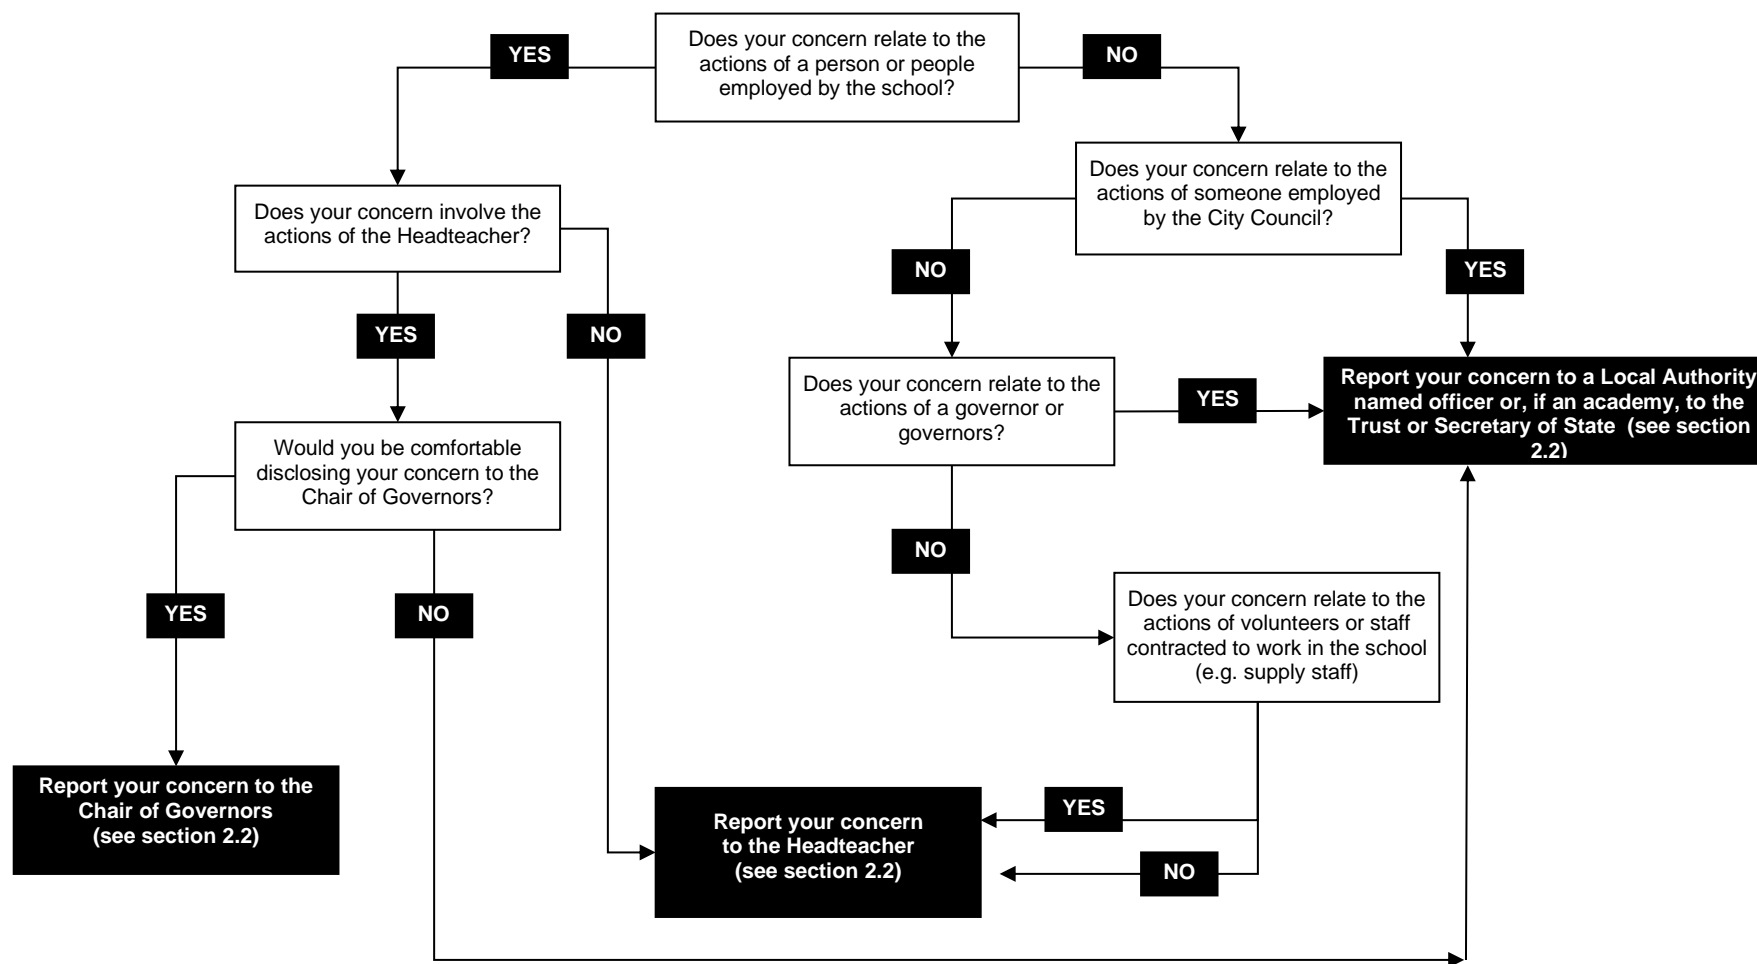 Does your concern relate to the
actions of a person or people
employed by the school?
YES
NO
Does your concern relate to the
actions of someone employed
by the City Council?
Does your concern involve the
actions of the Headteacher?
NO
YES
YES
NO
Does your concern relate to the
actions of a governor or
governors?
YES
Report your concern to a Local Authority
named officer or, if an academy, to the
Trust or Secretary of State (see section
2.2)
Would you be comfortable
disclosing your concern to the
Chair of Governors?
NO
YES
NO
Does your concern relate to the
actions of volunteers or staff
contracted to work in the school
(e.g. supply staff)
Report your concern to the
Chair of Governors
(see section 2.2)
Report your concern
to the Headteacher
(see section 2.2)
YES
NO